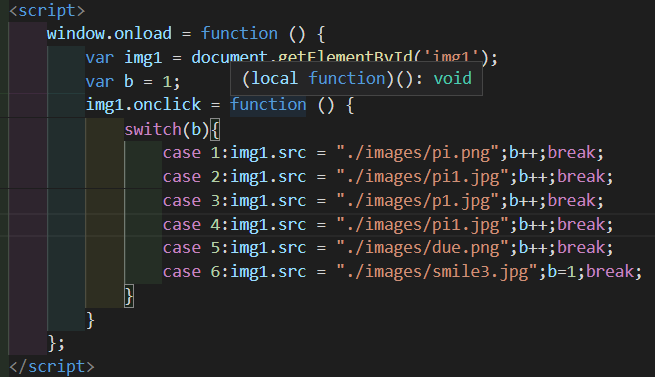 <script>
window.onload = function () {
var img1 = document.getElementById('img1');
(local function)(): void
var b = 1;
img1.onclick = function () {
switch(b){
case 1:img1.src = "./images/pi.png";b++;break;
case 2:img1.src = "./images/pi1.jpg";b++;break;
case 3:img1.src = "./images/p1.jpg";b++;break;
case 4:img1.src = "./images/pi1.jpg";b++;break;
case 5:img1.src = "./images/due.png";b++;break;
case 6:img1.src = "./images/smile3.jpg";b=1;break;
}
}
};
</script>